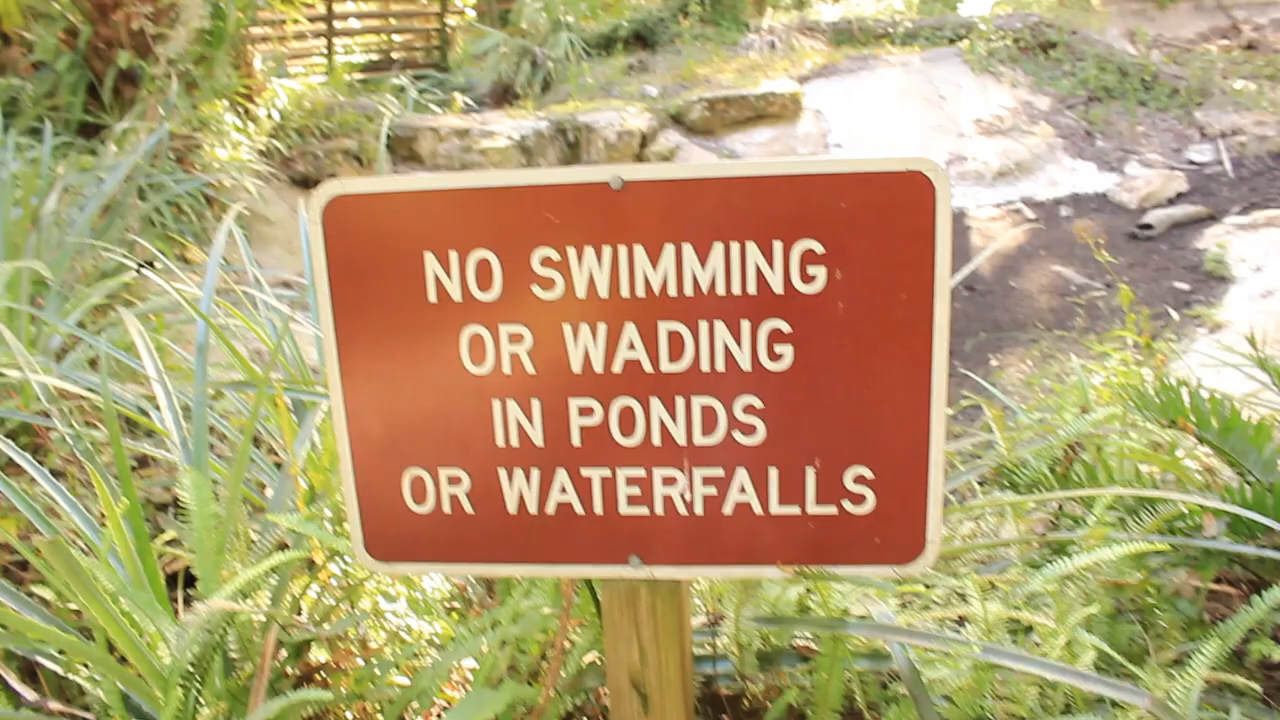 NO SWIMMING
OR WADING
IN PONDS
OR WATERFALLS